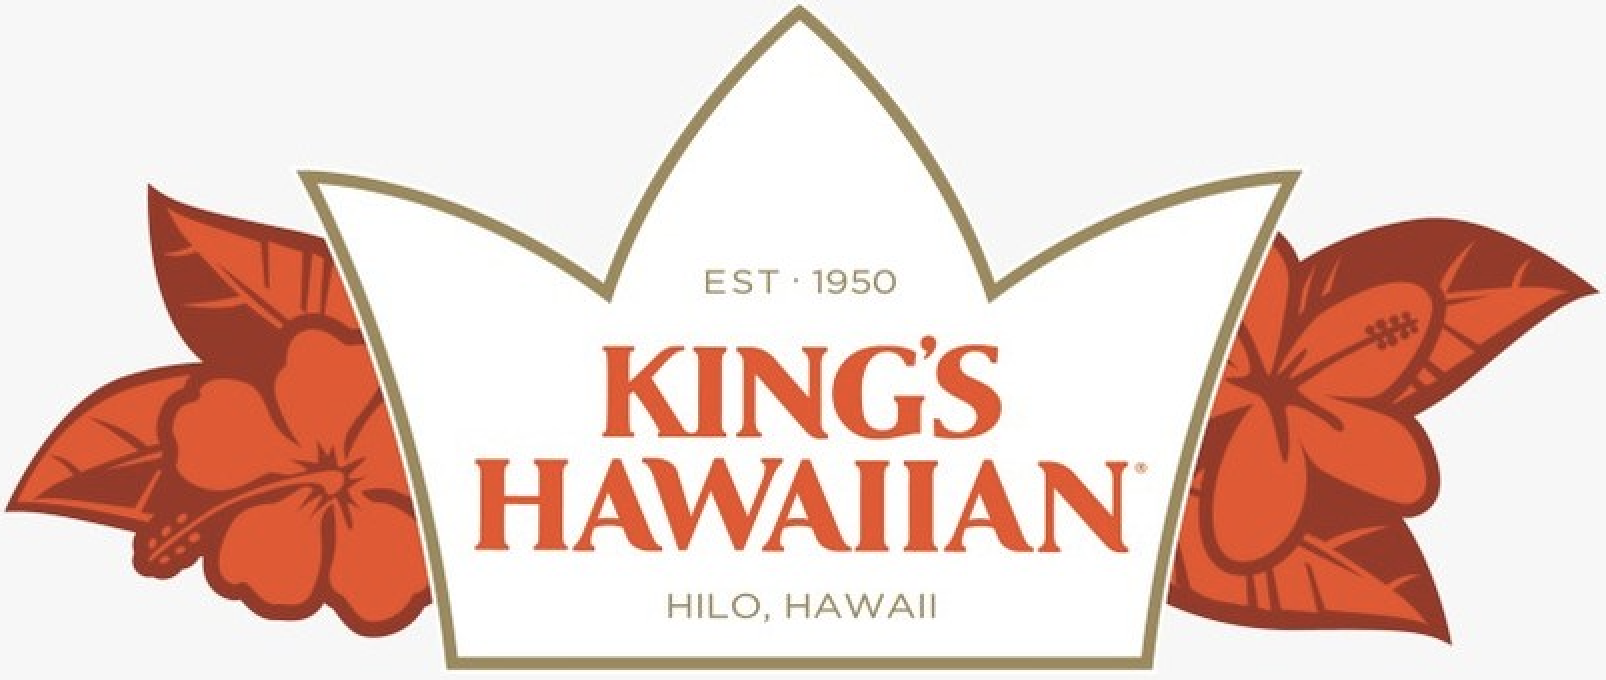 EST · 1950
KING'S
HAWAIIAN®
HILO, HAWAII